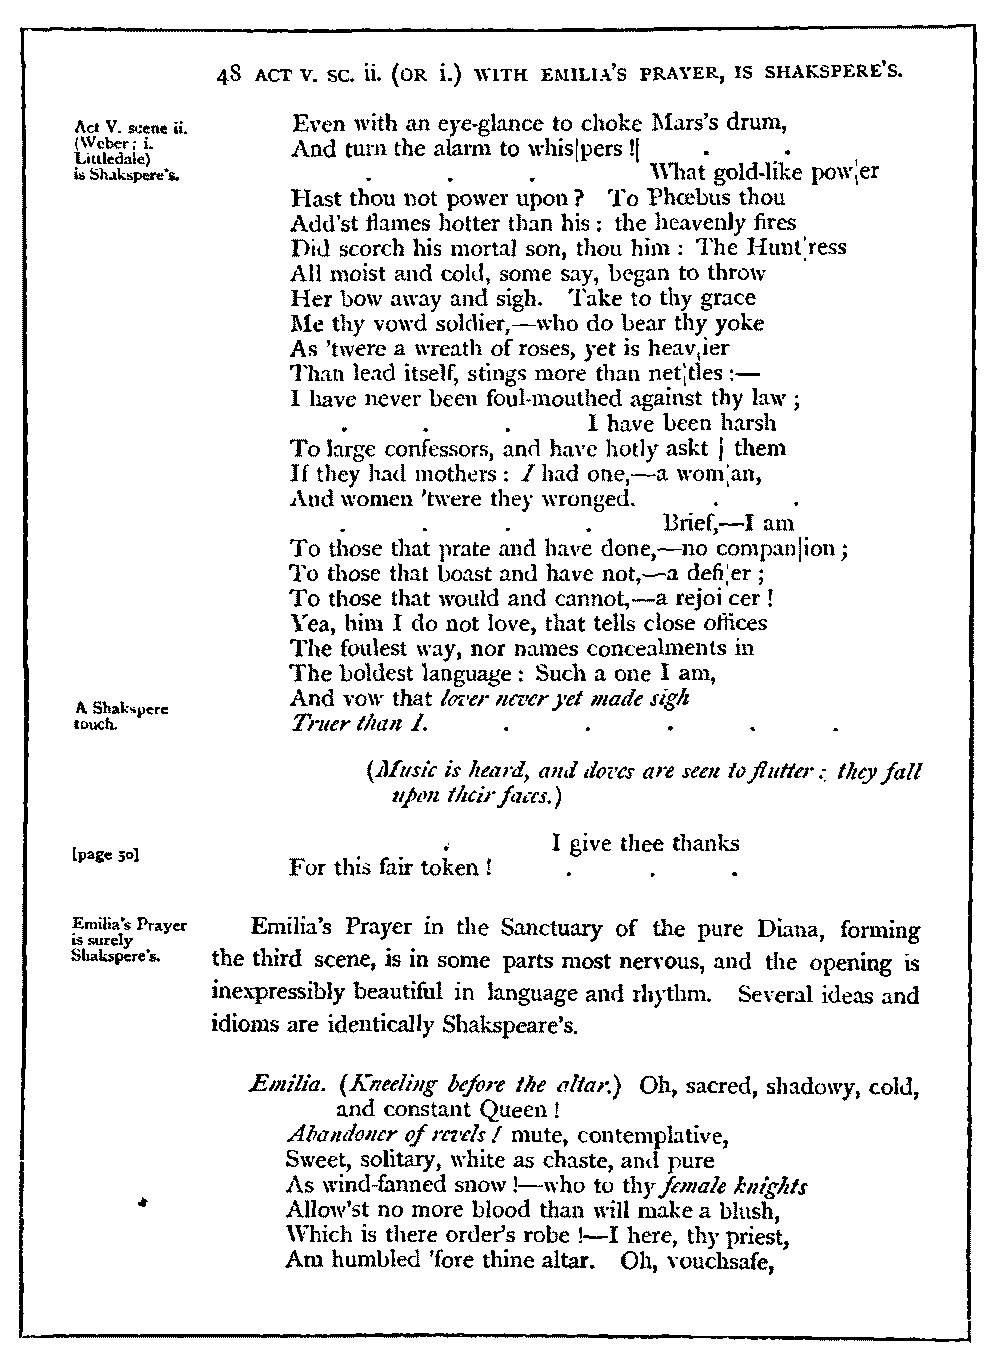 48 ACT V. SC. ii. (OR i.) WITH EMILIA'S PRAYER, IS SHAKSPERE'S.
Act V. scene ii.
(Weber; i.
Littledale)
is Shakspere's.
Even with an eye-glance to choke Mars's drum,
And turn the alarm to whis|pers !| . .
. . . What gold-like pow|er
Hast thou not power upon? To Phœbus thou
Add'st flames hotter than his : the heavenly fires
Did scorch his mortal son, thou him : The Hunt|ress
All moist and cold, some say, began to throw
Her bow away and sigh. Take to thy grace
Me thy vowd soldier,—who do bear thy yoke
As 'twere a wreath of roses, yet is heav|ier
Than lead itself, stings more than net|tles :—
I have never been foul-mouthed against thy law ;
. . . I have been harsh
To large confessors, and have hotly askt | them
If they had mothers : I had one,—a wom|an,
And women 'twere they wronged. . .
. . . . Brief,—I am
To those that prate and have done,—no compan|ion ;
To those that boast and have not,—a defi|er ;
To those that would and cannot,—a rejoi|cer !
Yea, him I do not love, that tells close offices
The foulest way, nor names concealments in
The boldest language : Such a one I am,
And vow that lover never yet made sigh
A Shakspere
touch.
Truer than I. . . . . .
(Music is heard, and doves are seen to flutter : they fall
upon their faces.)
[page 50]
. I give thee thanks
For this fair token ! . . .
Emilia's Prayer
is surely
Shakspere's.
Emilia's Prayer in the Sanctuary of the pure Diana, forming
the third scene, is in some parts most nervous, and the opening is
inexpressibly beautiful in language and rhythm. Several ideas and
idioms are identically Shakspeare's.
Emilia. (Kneeling before the altar.) Oh, sacred, shadowy, cold,
and constant Queen !
Abandoner of revels ! mute, contemplative,
Sweet, solitary, white as chaste, and pure
As wind-fanned snow !—who to thy female knights
Allow'st no more blood than will make a blush,
Which is there order's robe !—I here, thy priest,
Am humbled 'fore thine altar. Oh, vouchsafe,